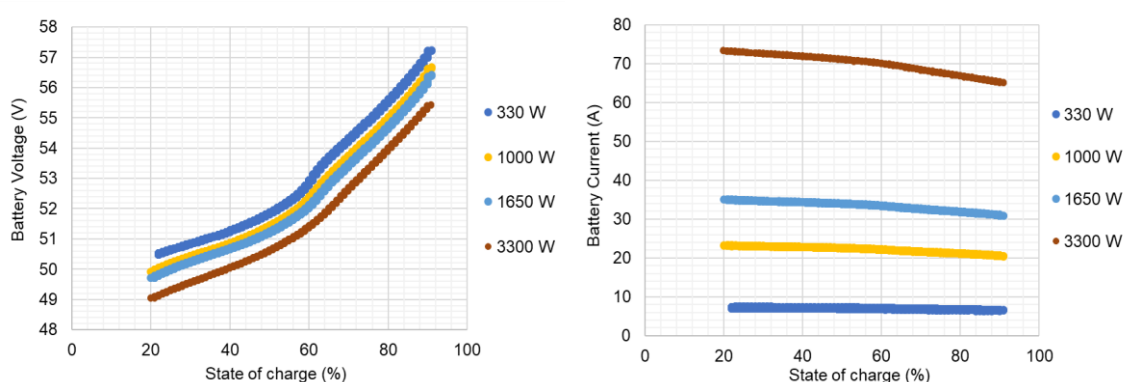 58
57
56
55
54
53
52
51
50
49
48
Battery Voltage (V)
0 20 40 60 80 100
State of charge (%)
330 W
1000 W
1650 W
3300 W
80
70
60
50
40
30
20
10
0
Battery Current (A)
0 20 40 60 80 100
State of charge (%)
330 W
1000 W
1650 W
3300 W